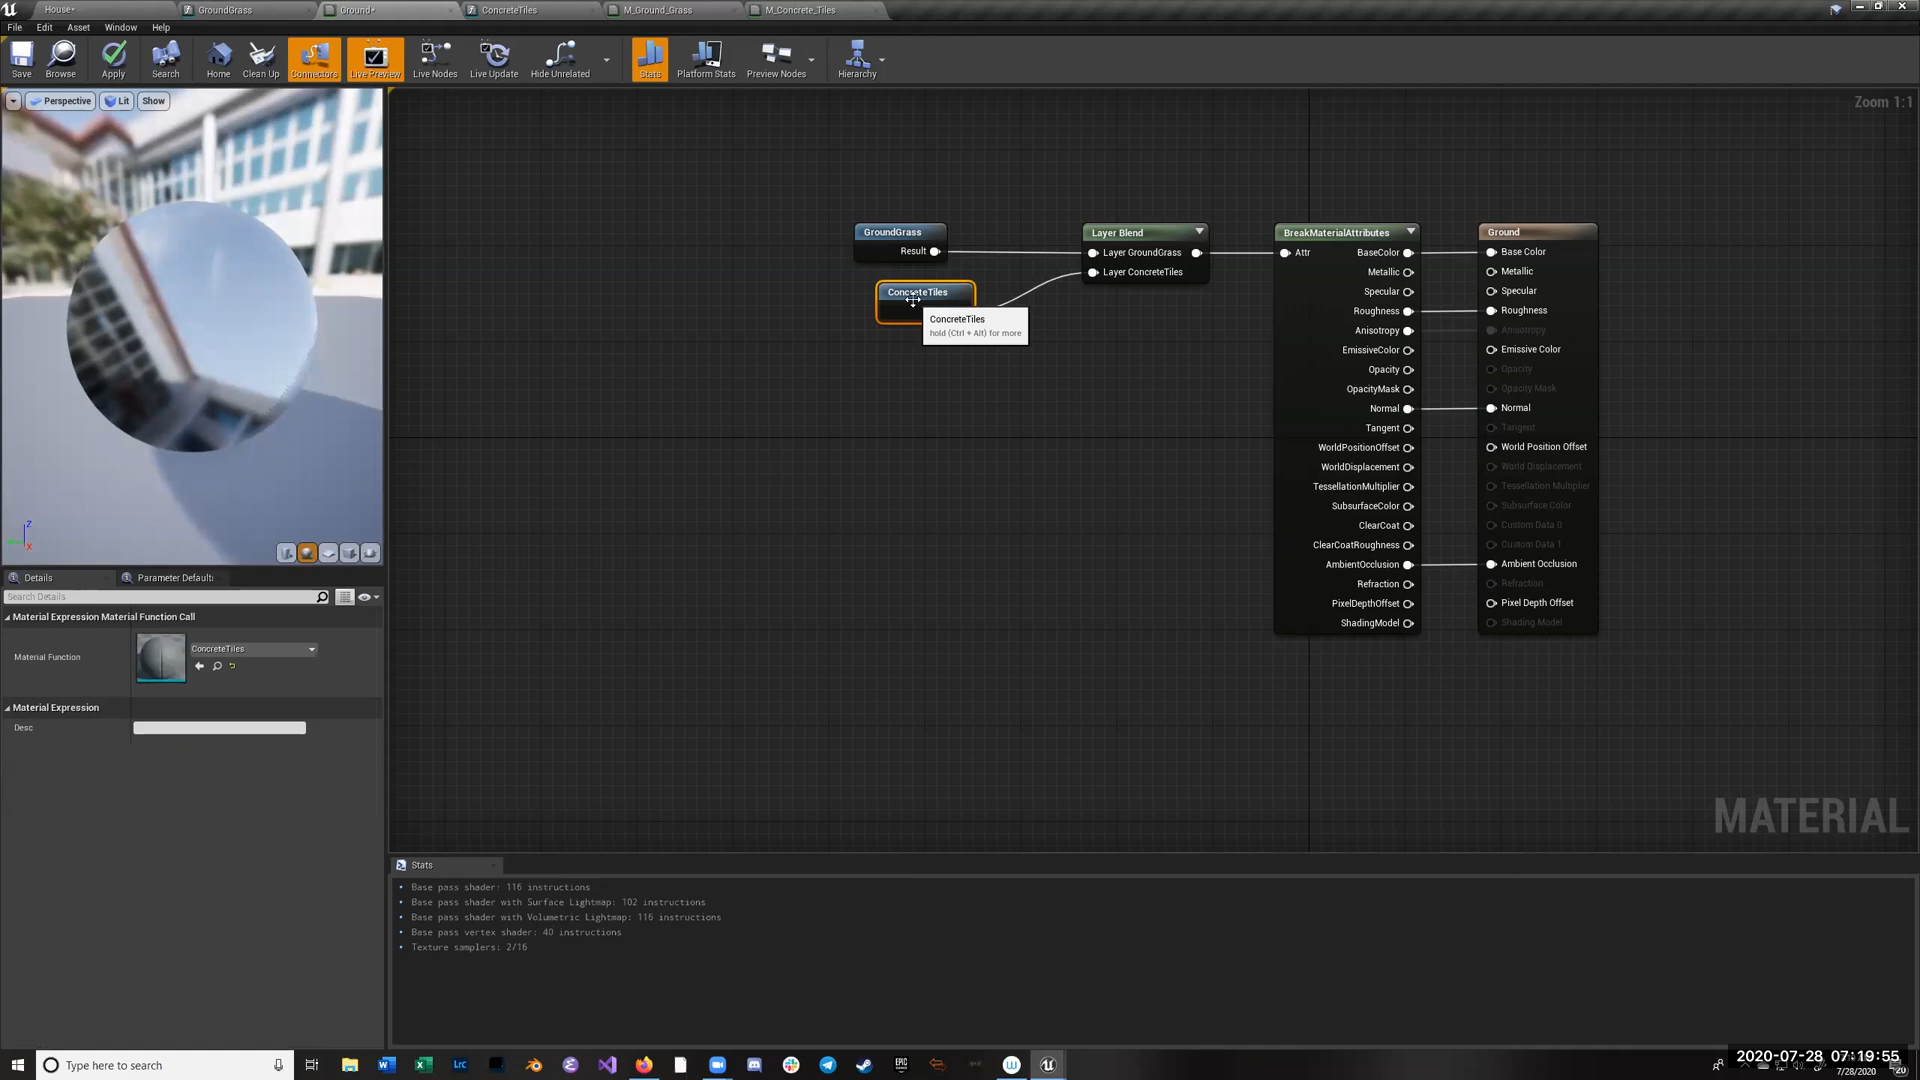 House*
GroundGrass
Ground*
ConcreteTiles
M_Ground_Grass
M_Concrete_Tiles
File
Edit
Asset
Window
Help
Save
Browse
Apply
Search
Home
Clean Up
Connectors
Live Preview
Live Nodes
Live Update
Hide Unrelated
Stats
Platform Stats
Preview Nodes
Hierarchy
Perspective
Lit
Show
Zoom 1:1
GroundGrass
Result
ConcreteTiles
ConcreteTiles
hold (Ctrl + Alt) for more
Layer Blend
Layer GroundGrass
Layer ConcreteTiles
BreakMaterialAttributes
Attr
BaseColor
Metallic
Specular
Roughness
Anisotropy
EmissiveColor
Opacity
OpacityMask
Normal
Tangent
WorldPositionOffset
WorldDisplacement
TessellationMultiplier
SubsurfaceColor
ClearCoat
ClearCoatRoughness
AmbientOcclusion
Refraction
PixelDepthOffset
ShadingModel
Ground
Base Color
Metallic
Specular
Roughness
Anisotropy
Emissive Color
Opacity
Opacity Mask
Normal
Tangent
World Position Offset
World Displacement
Tessellation Multiplier
Subsurface Color
Custom Data 0
Custom Data 1
Ambient Occlusion
Refraction
Pixel Depth Offset
Shading Model
Z
X
Details
Parameter Defaults
Search Details
Material Expression Material Function Call
Material Function
ConcreteTiles
Material Expression
Desc
MATERIAL
Stats
Base pass shader: 116 instructions
Base pass shader with Surface Lightmap: 102 instructions
Base pass shader with Volumetric Lightmap: 116 instructions
Base pass vertex shader: 40 instructions
Texture samplers: 2/16
Type here to search
Lrc
EPIC
2020-07-28 07:19:55
7/28/2020
20